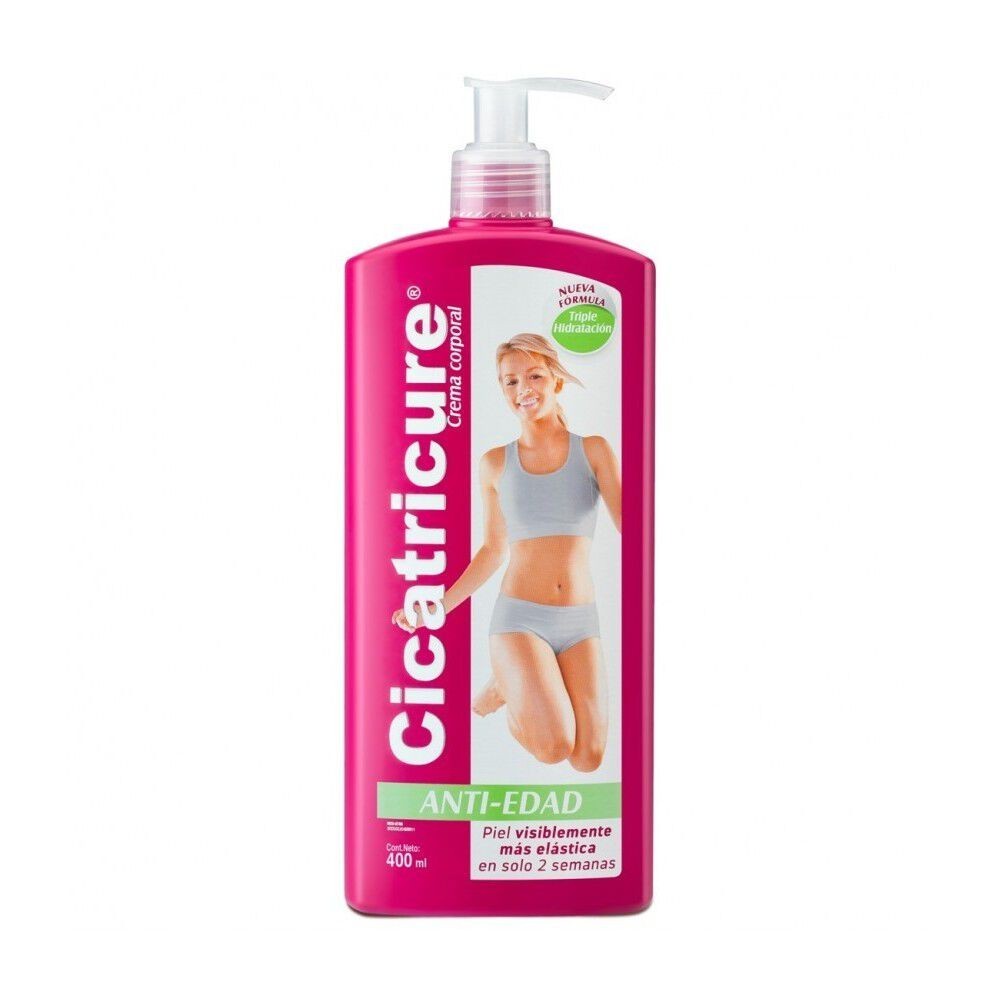 Cicatricure®
Crema corporal
NUEVA
FÓRMULA
Triple
Hidratación
ANTI-EDAD
Piel visiblemente
más elástica
en solo 2 semanas
Cont.Neto:
400 ml